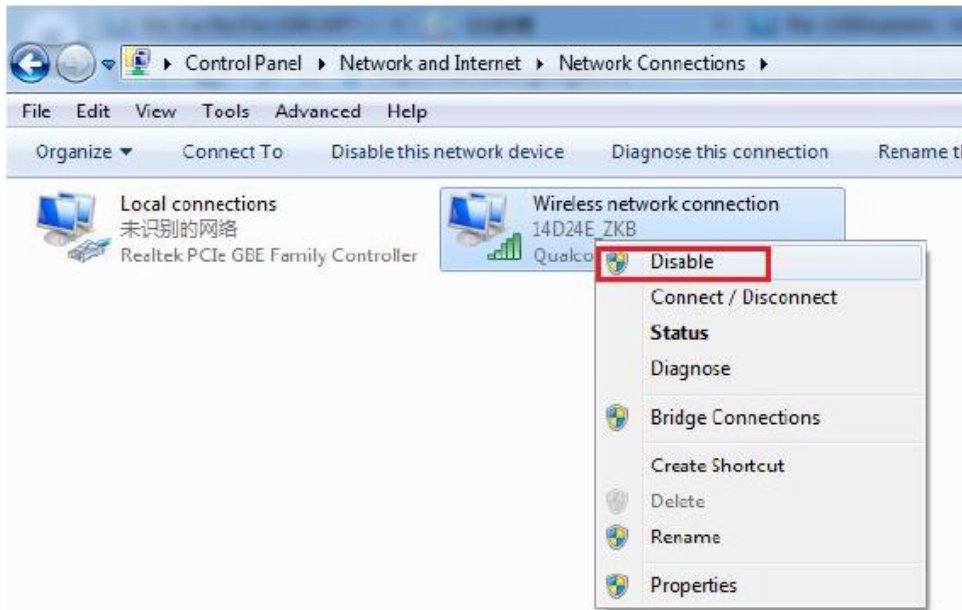 Control Panel Network and Internet Network Connections
File Edit View Tools Advanced Help
Organize Connect To Disable this network device Diagnose this connection Rename
Local connections
未识别的网络
Realtek PCIe GBE Family Controller
Wireless network connection
14D24E_ZKB
Qualco
Disable
Connect / Disconnect
Status
Diagnose
Bridge Connections
Create Shortcut
Delete
Rename
Properties